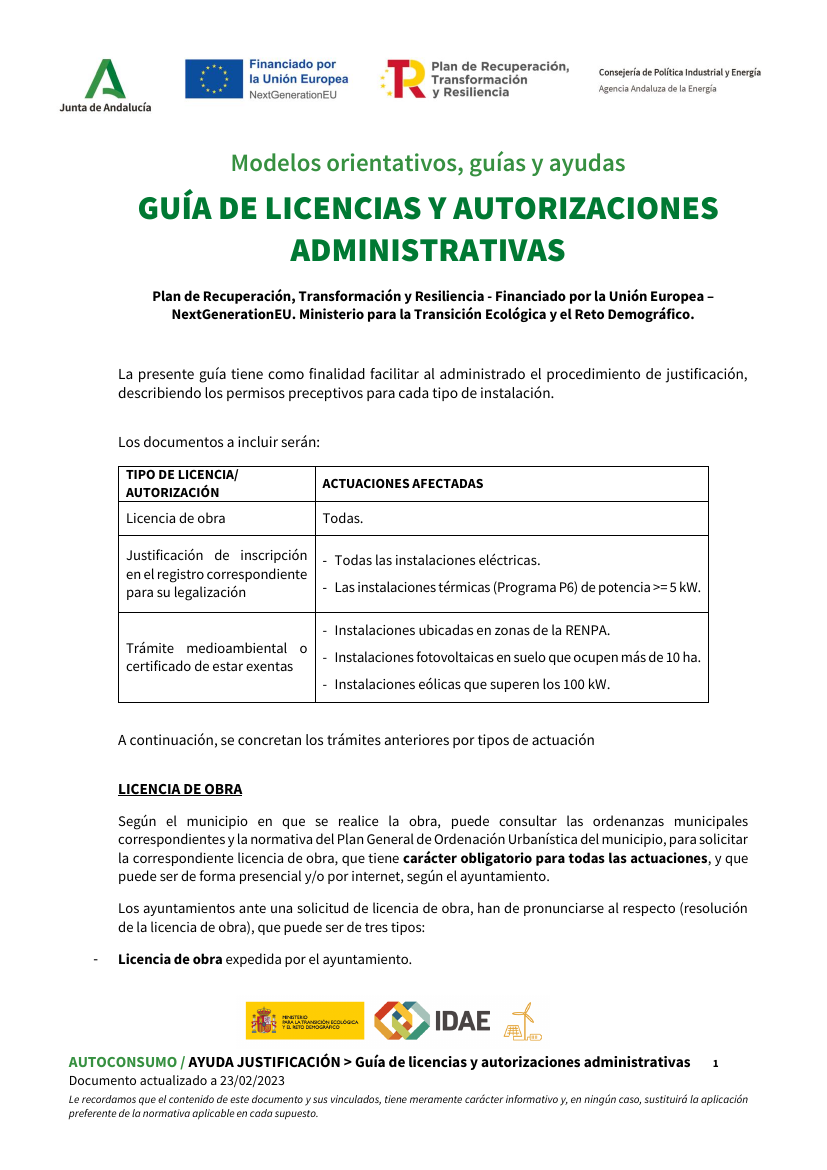 Junta de Andalucía
Financiado por
la Unión Europea
NextGenerationEU
Plan de Recuperación,
Transformación
y Resiliencia
Consejería de Política Industrial y Energía
Agencia Andaluza de la Energía
Modelos orientativos, guías y ayudas
GUÍA DE LICENCIAS Y AUTORIZACIONES
ADMINISTRATIVAS
Plan de Recuperación, Transformación y Resiliencia - Financiado por la Unión Europea –
NextGenerationEU. Ministerio para la Transición Ecológica y el Reto Demográfico.
La presente guía tiene como finalidad facilitar al administrado el procedimiento de justificación,
describiendo los permisos preceptivos para cada tipo de instalación.
Los documentos a incluir serán:
TIPO DE LICENCIA/
AUTORIZACIÓN
ACTUACIONES AFECTADAS
Licencia de obra
Todas.
Justificación de inscripción
en el registro correspondiente
para su legalización
- Todas las instalaciones eléctricas.
- Las instalaciones térmicas (Programa P6) de potencia >= 5 kW.
Trámite medioambiental o
certificado de estar exentas
- Instalaciones ubicadas en zonas de la RENPA.
- Instalaciones fotovoltaicas en suelo que ocupen más de 10 ha.
- Instalaciones eólicas que superen los 100 kW.
A continuación, se concretan los trámites anteriores por tipos de actuación
LICENCIA DE OBRA
Según el municipio en que se realice la obra, puede consultar las ordenanzas municipales
correspondientes y la normativa del Plan General de Ordenación Urbanística del municipio, para solicitar
la correspondiente licencia de obra, que tiene carácter obligatorio para todas las actuaciones, y que
puede ser de forma presencial y/o por internet, según el ayuntamiento.
Los ayuntamientos ante una solicitud de licencia de obra, han de pronunciarse al respecto (resolución
de la licencia de obra), que puede ser de tres tipos:
- Licencia de obra expedida por el ayuntamiento.
MINISTERIO
PARA LA TRANSICIÓN ECOLÓGICA
Y EL RETO DEMOGRÁFICO
IDAE
AUTOCONSUMO / AYUDA JUSTIFICACIÓN > Guía de licencias y autorizaciones administrativas 1
Documento actualizado a 23/02/2023
Le recordamos que el contenido de este documento y sus vinculados, tiene meramente carácter informativo y, en ningún caso, sustituirá la aplicación
preferente de la normativa aplicable en cada supuesto.